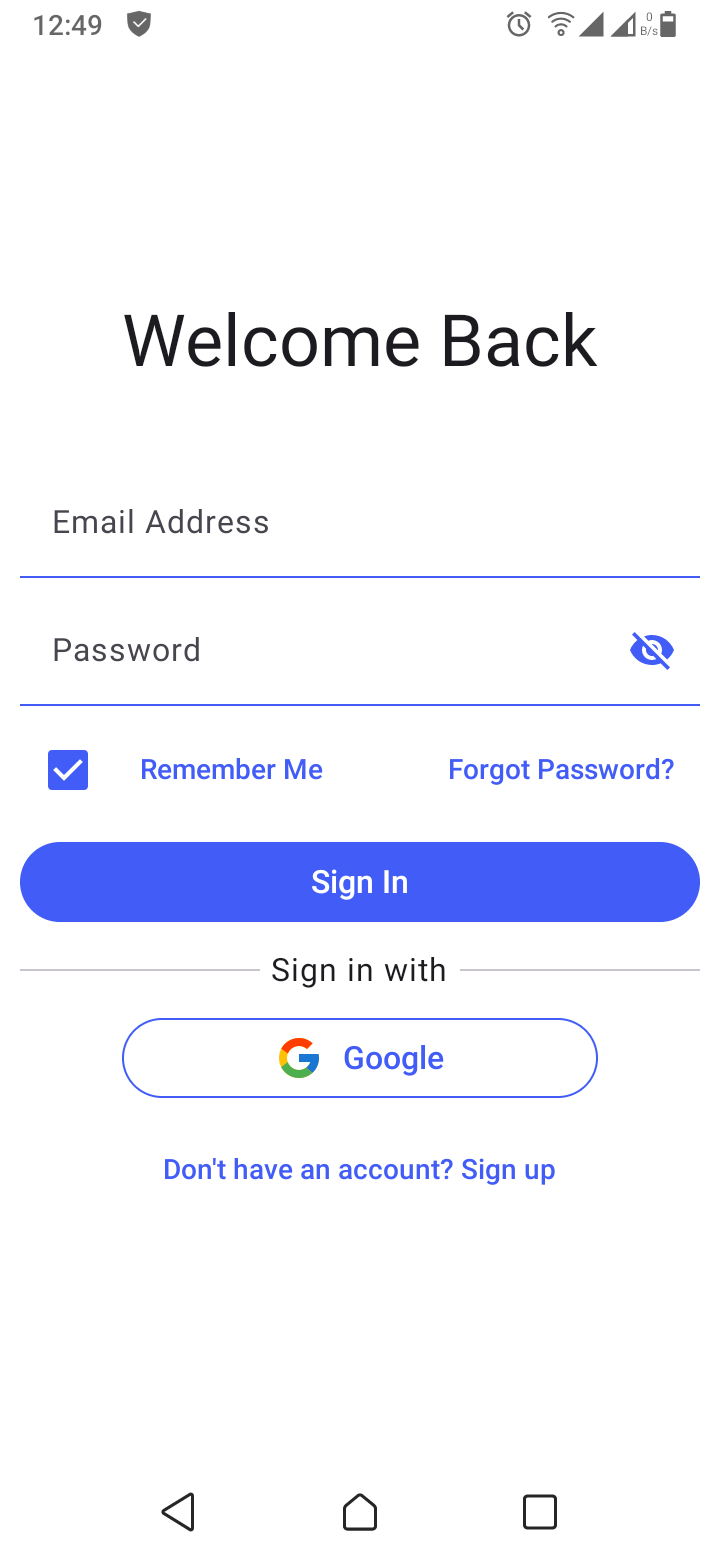 12:49
0
B/s
Welcome Back
Email Address
Password
Remember Me Forgot Password?
Sign In
Sign in with
Google
Don't have an account? Sign up